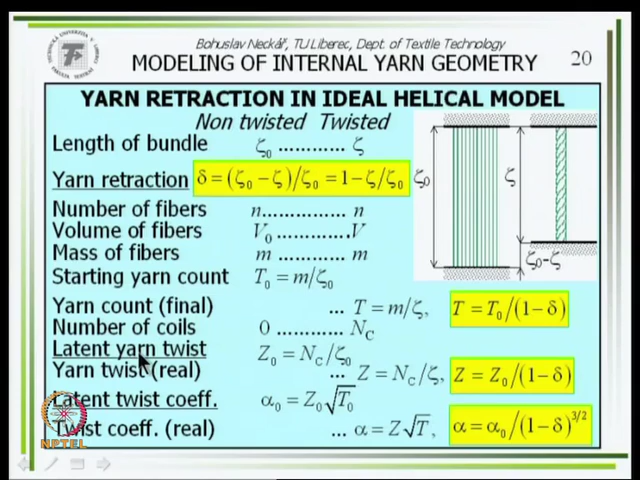 Bohuslav Neckář, TU Liberec, Dept. of Textile Technology
MODELING OF INTERNAL YARN GEOMETRY
20
YARN RETRACTION IN IDEAL HELICAL MODEL
Non twisted Twisted
Length of bundle ζ₀ ............ ζ
Yarn retraction δ = (ζ₀ − ζ)/ζ₀ = 1 − ζ/ζ₀
Number of fibers n............... n
Volume of fibers V₀ .............V
Mass of fibers m ............. m
Starting yarn count T₀ = m/ζ₀
Yarn count (final) ... T = m/ζ, T = T₀/(1 − δ)
Number of coils 0 ............ N_C
Latent yarn twist Z₀ = N_C/ζ₀
Yarn twist (real) ... Z = N_C/ζ, Z = Z₀/(1 − δ)
Latent twist coeff. α₀ = Z₀√T₀
Twist coeff. (real) ... α = Z√T, α = α₀/(1 − δ)^3/2
ζ₀
ζ
ζ₀−ζ
NPTEL